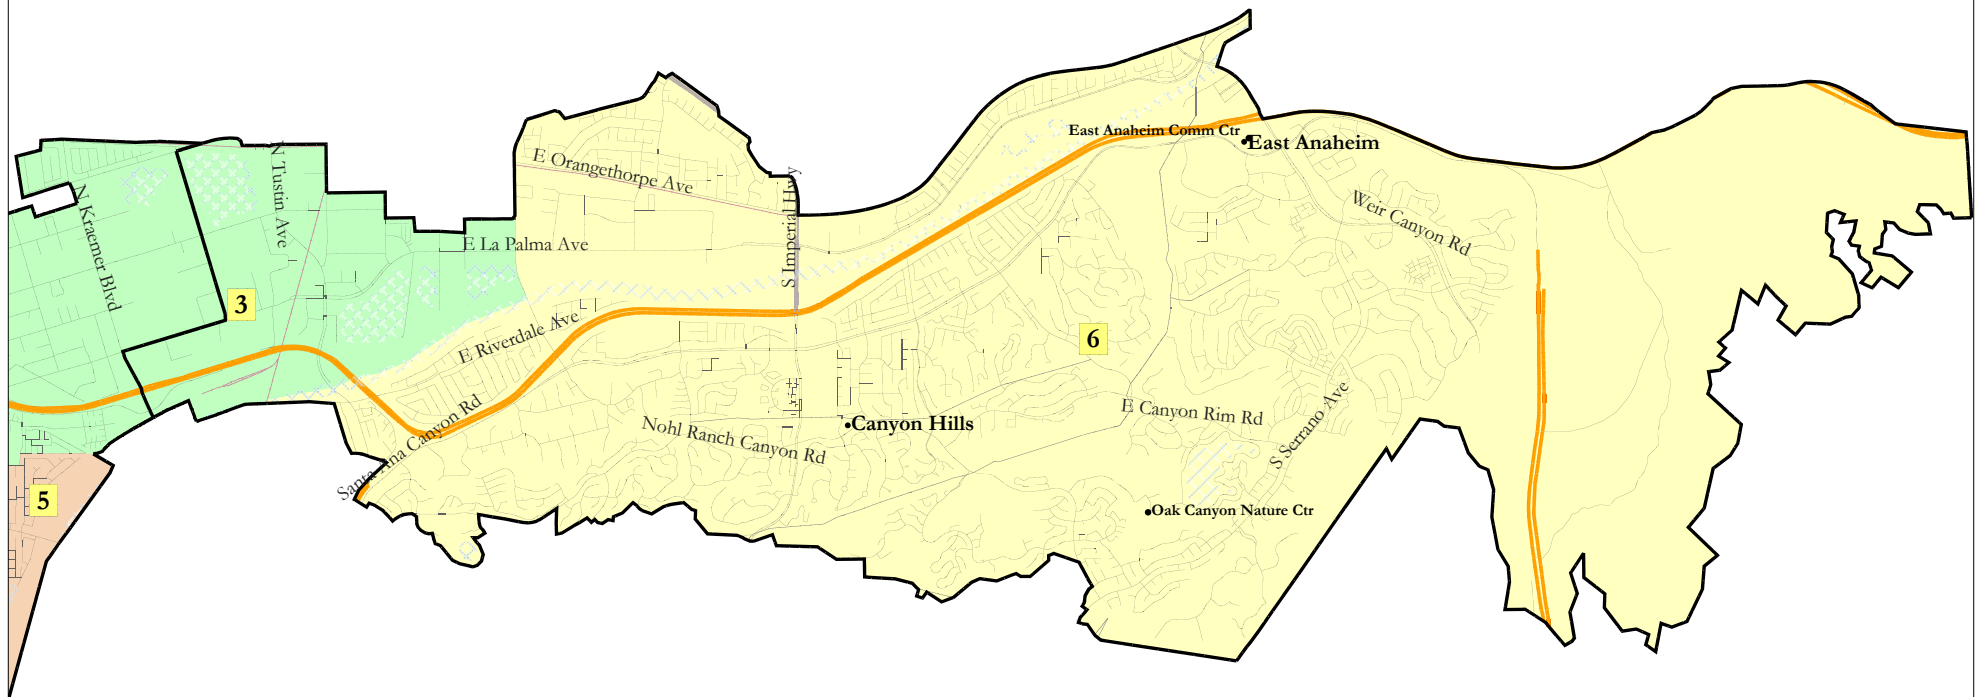 East Anaheim Comm Ctr
East Anaheim
E Orangethorpe Ave
N Tustin Ave
N Kraemer Blvd
S Imperial Hwy
Weir Canyon Rd
E La Palma Ave
3
E Riverdale Ave
6
Santa Ana Canyon Rd
Nohl Ranch Canyon Rd
Canyon Hills
E Canyon Rim Rd
S Serrano Ave
5
Oak Canyon Nature Ctr